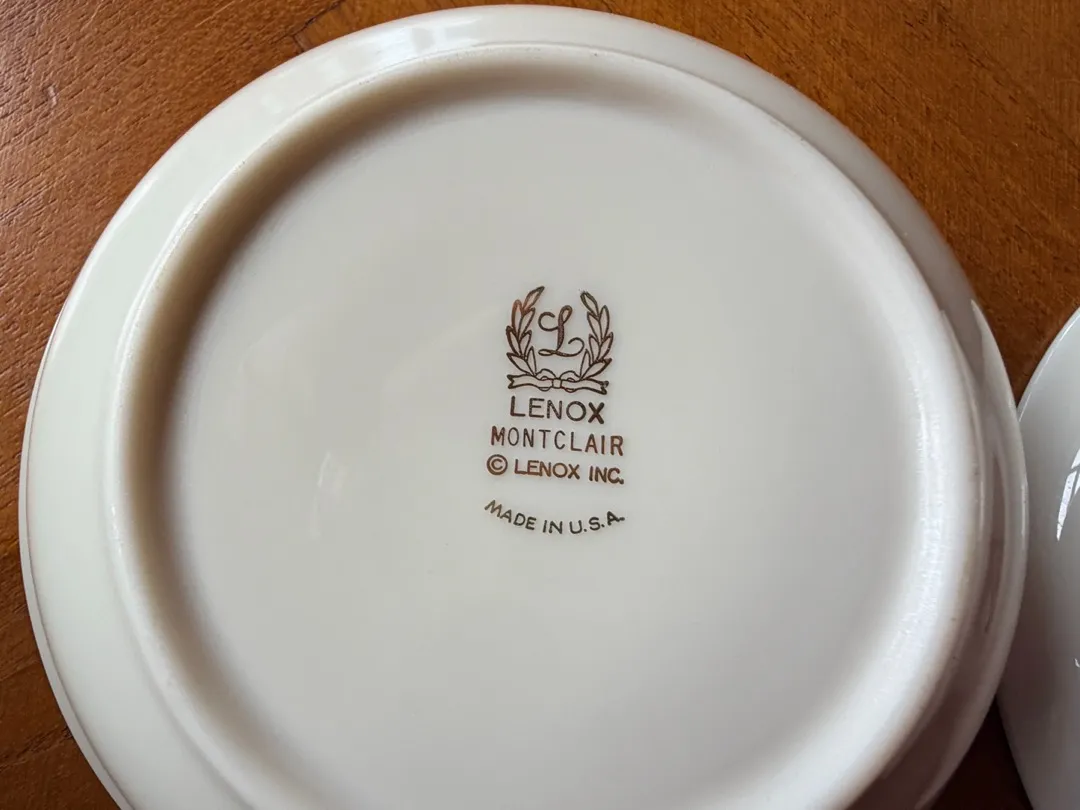 L
LENOX
MONTCLAIR
© LENOX INC.
MADE IN U.S.A.